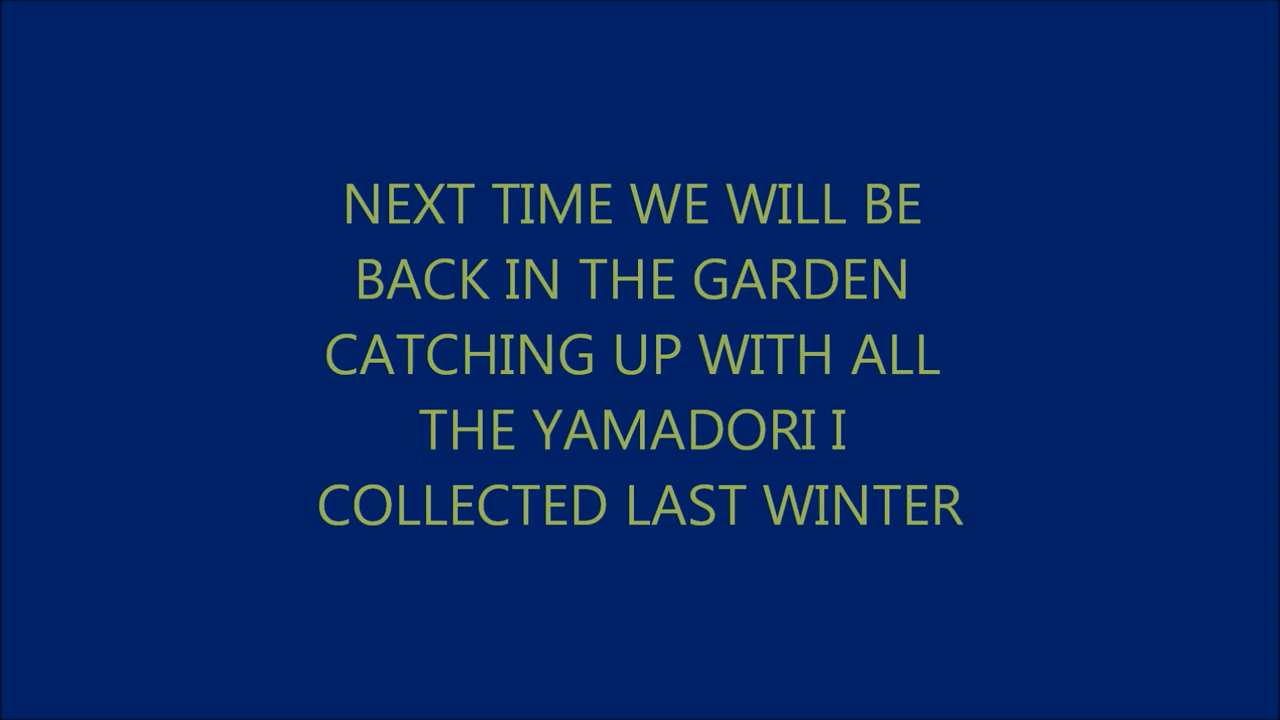 NEXT TIME WE WILL BE
BACK IN THE GARDEN
CATCHING UP WITH ALL
THE YAMADORI I
COLLECTED LAST WINTER